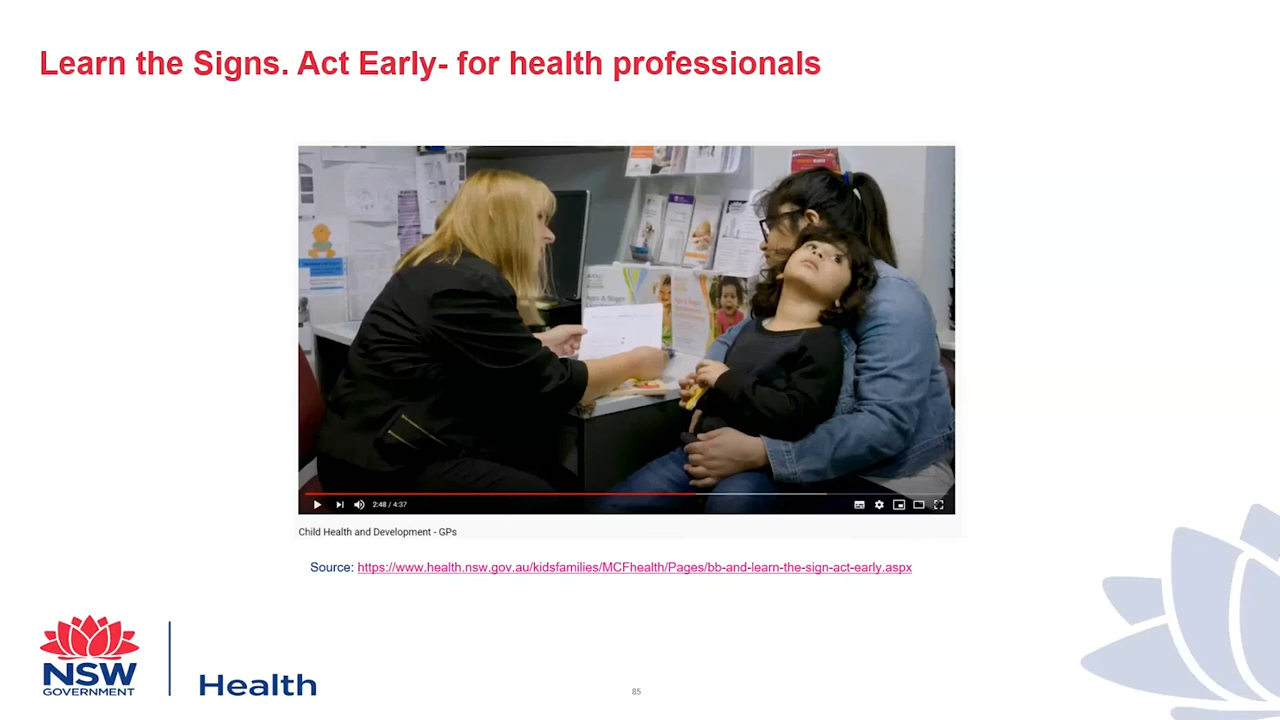 Learn the Signs. Act Early- for health professionals
2:48 / 4:37
Child Health and Development - GPs
Source: https://www.health.nsw.gov.au/kidsfamilies/MCFhealth/Pages/bb-and-learn-the-sign-act-early.aspx
NSW
GOVERNMENT
Health
85